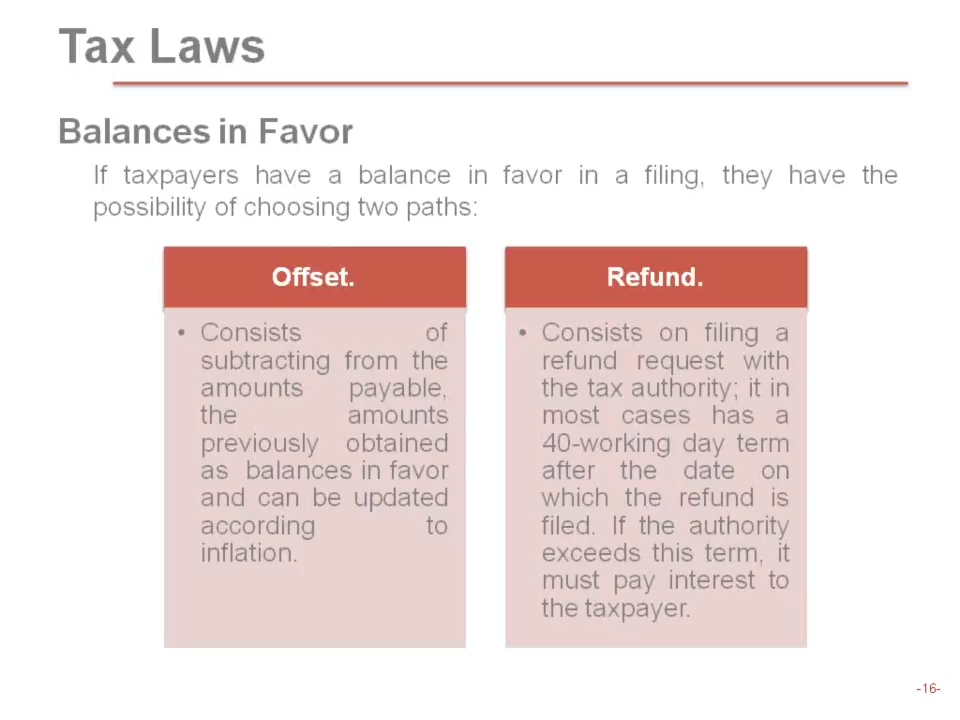 Tax Laws
Balances in Favor
If taxpayers have a balance in favor in a filing, they have the
possibility of choosing two paths:
Offset.
• Consists of
subtracting from the
amounts payable,
the amounts
previously obtained
as balances in favor
and can be updated
according to
inflation.
Refund.
• Consists on filing a
refund request with
the tax authority; it in
most cases has a
40-working day term
after the date on
which the refund is
filed. If the authority
exceeds this term, it
must pay interest to
the taxpayer.
-16-